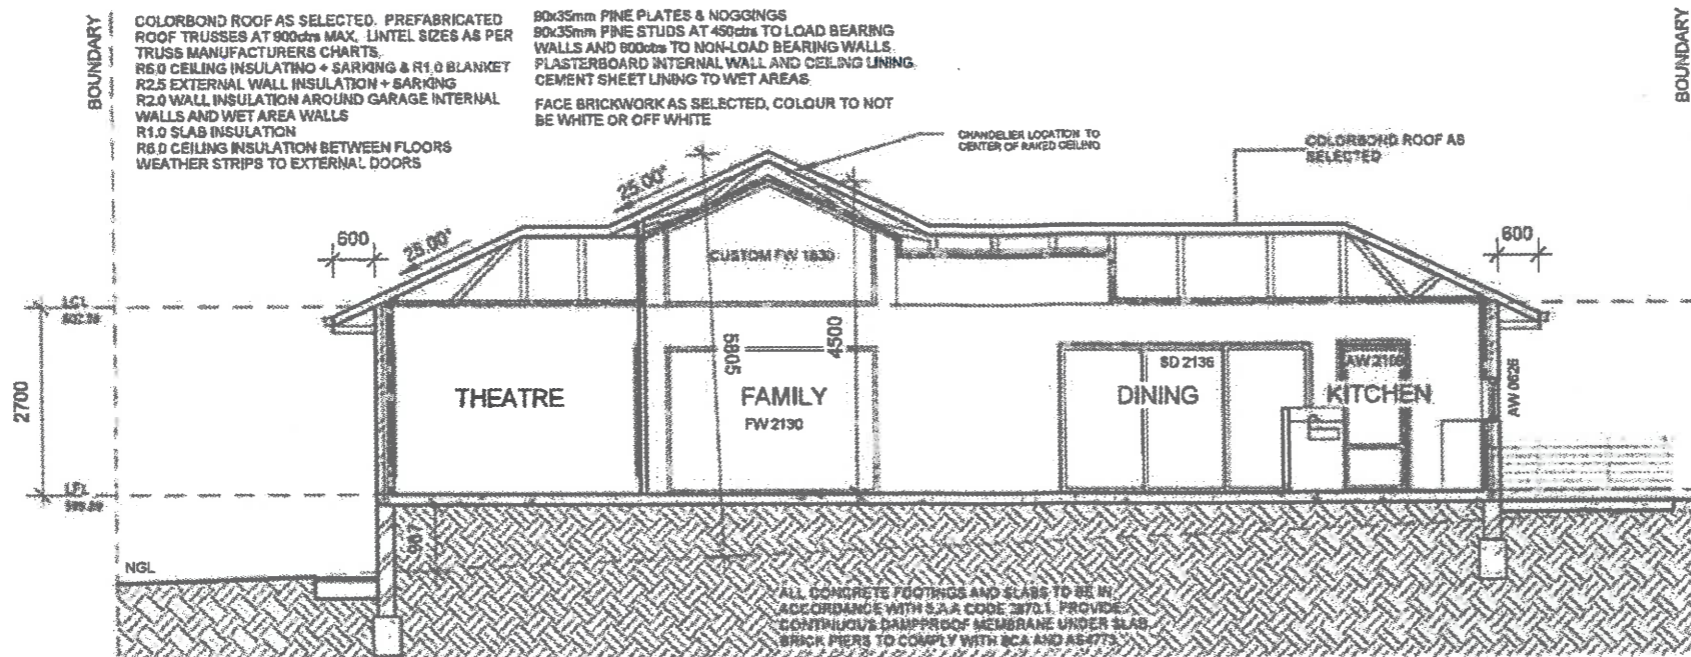 BOUNDARY
COLORBOND ROOF AS SELECTED. PREFABRICATED
ROOF TRUSSES AT 900ctrs MAX. LINTEL SIZES AS PER
TRUSS MANUFACTURERS CHARTS
R6.0 CEILING INSULATING + SARKING & R1.0 BLANKET
R2.5 EXTERNAL WALL INSULATION + SARKING
R2.0 WALL INSULATION AROUND GARAGE INTERNAL
WALLS AND WET AREA WALLS
R1.0 SLAB INSULATION
R6.0 CEILING INSULATION BETWEEN FLOORS
WEATHER STRIPS TO EXTERNAL DOORS
90x35mm PINE PLATES & NOGGINGS
90x35mm PINE STUDS AT 450ctrs TO LOAD BEARING
WALLS AND 600ctrs TO NON-LOAD BEARING WALLS
PLASTERBOARD INTERNAL WALL AND CEILING LINING
CEMENT SHEET LINING TO WET AREAS
FACE BRICKWORK AS SELECTED, COLOUR TO NOT
BE WHITE OR OFF WHITE
CHANDELIER LOCATION TO
CENTER OF RAKED CEILING
COLORBOND ROOF AS
SELECTED
BOUNDARY
25.00°
25.00°
600
600
CUSTOM FW 1830
LCL
2700
5805
4500
THEATRE
FAMILY
FW 2130
SD 2136
DINING
AW 2109
KITCHEN
AW 0626
LFL
967
NGL
ALL CONCRETE FOOTINGS AND SLABS TO BE IN
ACCORDANCE WITH S.A.A CODE 2870.1. PROVIDE
CONTINUOUS DAMPPROOF MEMBRANE UNDER SLAB
BRICK PIERS TO COMPLY WITH BCA AND AS4773